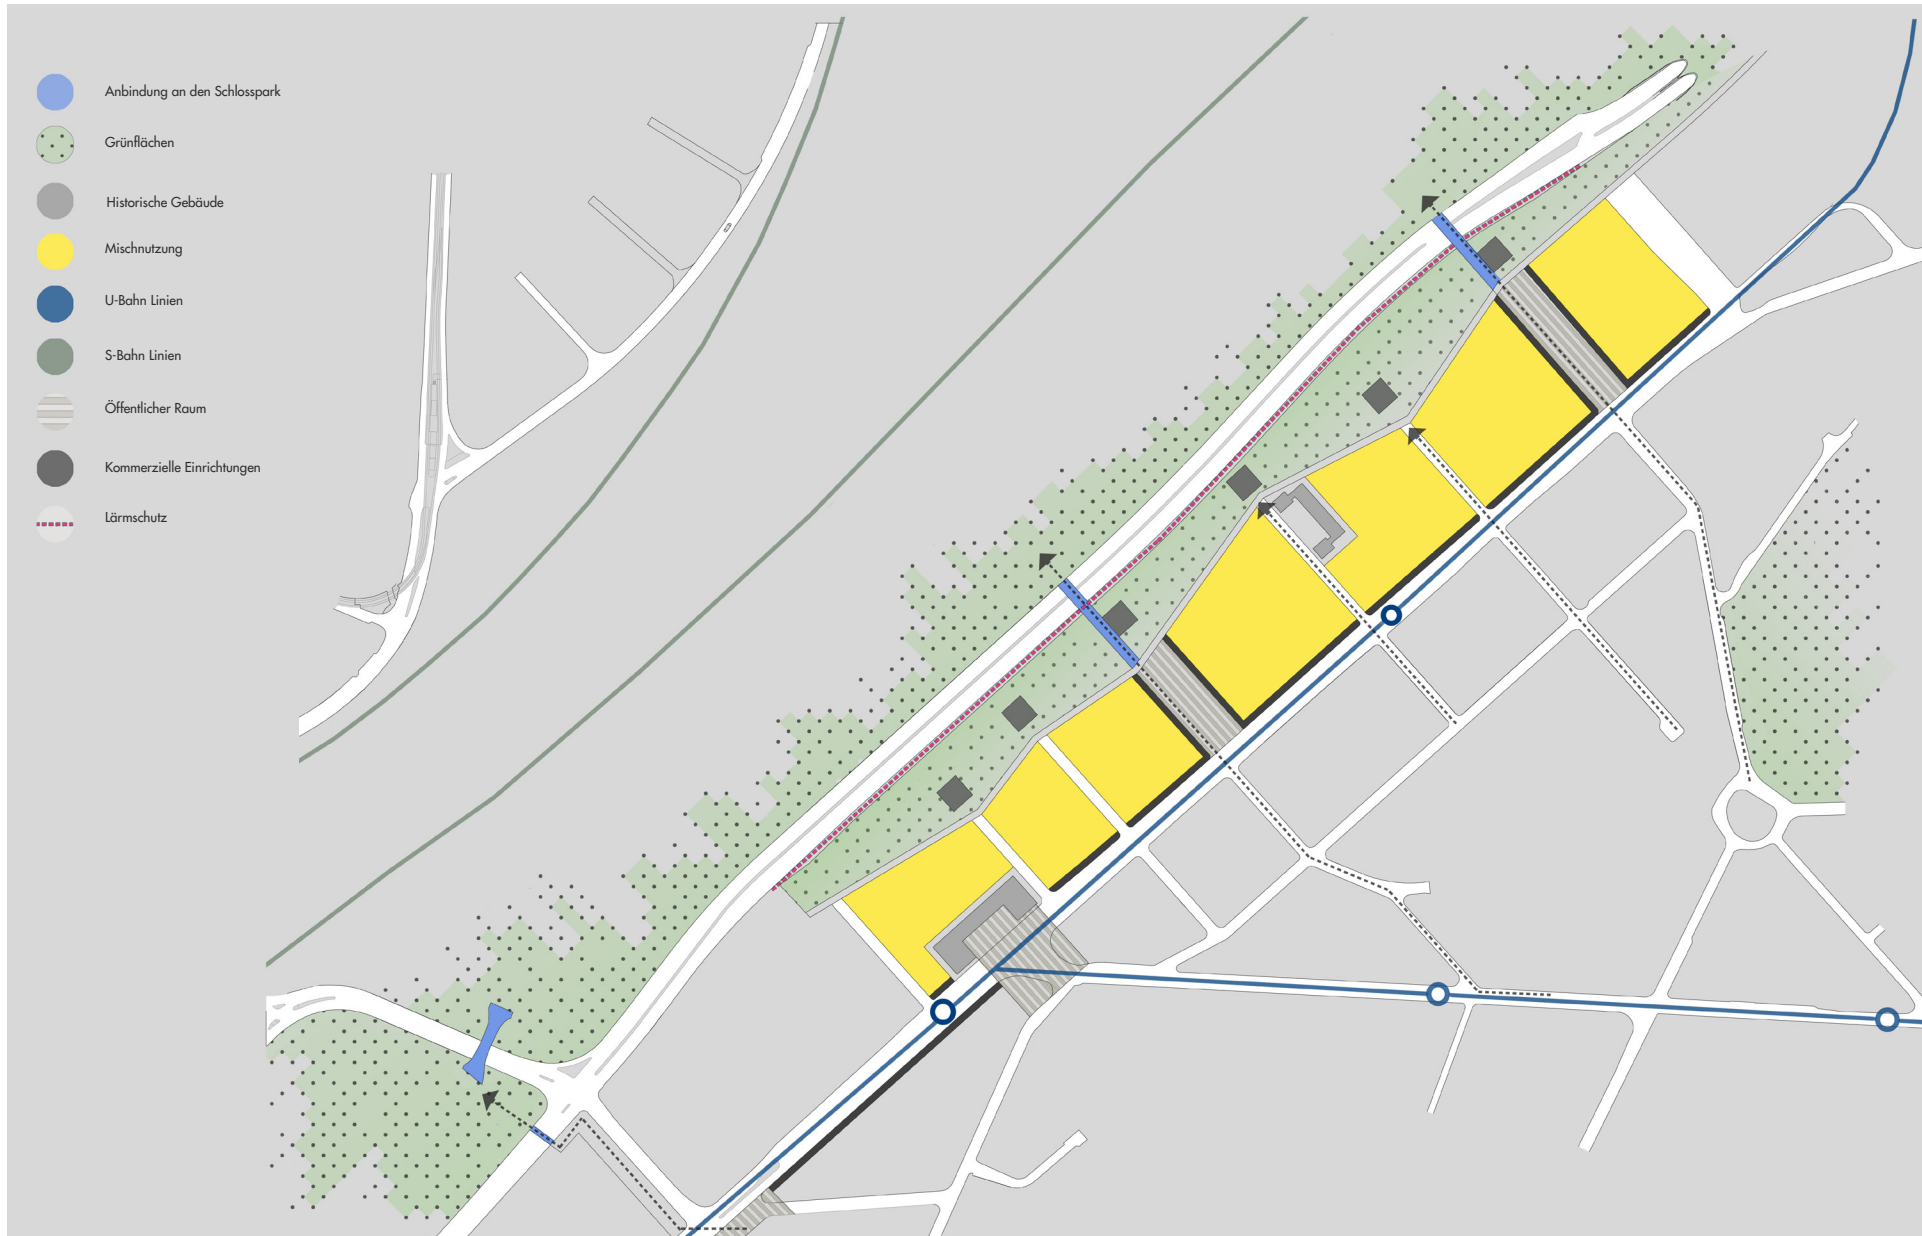 Anbindung an den Schlosspark
Grünflächen
Historische Gebäude
Mischnutzung
U-Bahn Linien
S-Bahn Linien
Öffentlicher Raum
Kommerzielle Einrichtungen
Lärmschutz